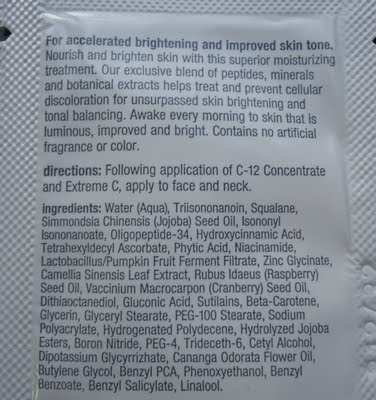 For accelerated brightening and improved skin tone.
Nourish and brighten skin with this superior moisturizing
treatment. Our exclusive blend of peptides, minerals
and botanical extracts helps treat and prevent cellular
discoloration for unsurpassed skin brightening and
tonal balancing. Awake every morning to skin that is
luminous, improved and bright. Contains no artificial
fragrance or color.
directions: Following application of C-12 Concentrate
and Extreme C, apply to face and neck.
ingredients: Water (Aqua), Triisononanoin, Squalane,
Simmondsia Chinensis (Jojoba) Seed Oil, Isononyl
Isononanoate, Oligopeptide-34, Hydroxycinnamic Acid,
Tetrahexyldecyl Ascorbate, Phytic Acid, Niacinamide,
Lactobacillus/Pumpkin Fruit Ferment Filtrate, Zinc Glycinate,
Camellia Sinensis Leaf Extract, Rubus Idaeus (Raspberry)
Seed Oil, Vaccinium Macrocarpon (Cranberry) Seed Oil,
Dithiaoctanediol, Gluconic Acid, Sutilains, Beta-Carotene,
Glycerin, Glyceryl Stearate, PEG-100 Stearate, Sodium
Polyacrylate, Hydrogenated Polydecene, Hydrolyzed Jojoba
Esters, Boron Nitride, PEG-4, Trideceth-6, Cetyl Alcohol,
Dipotassium Glycyrrhizate, Cananga Odorata Flower Oil,
Butylene Glycol, Benzyl PCA, Phenoxyethanol, Benzyl
Benzoate, Benzyl Salicylate, Linalool.